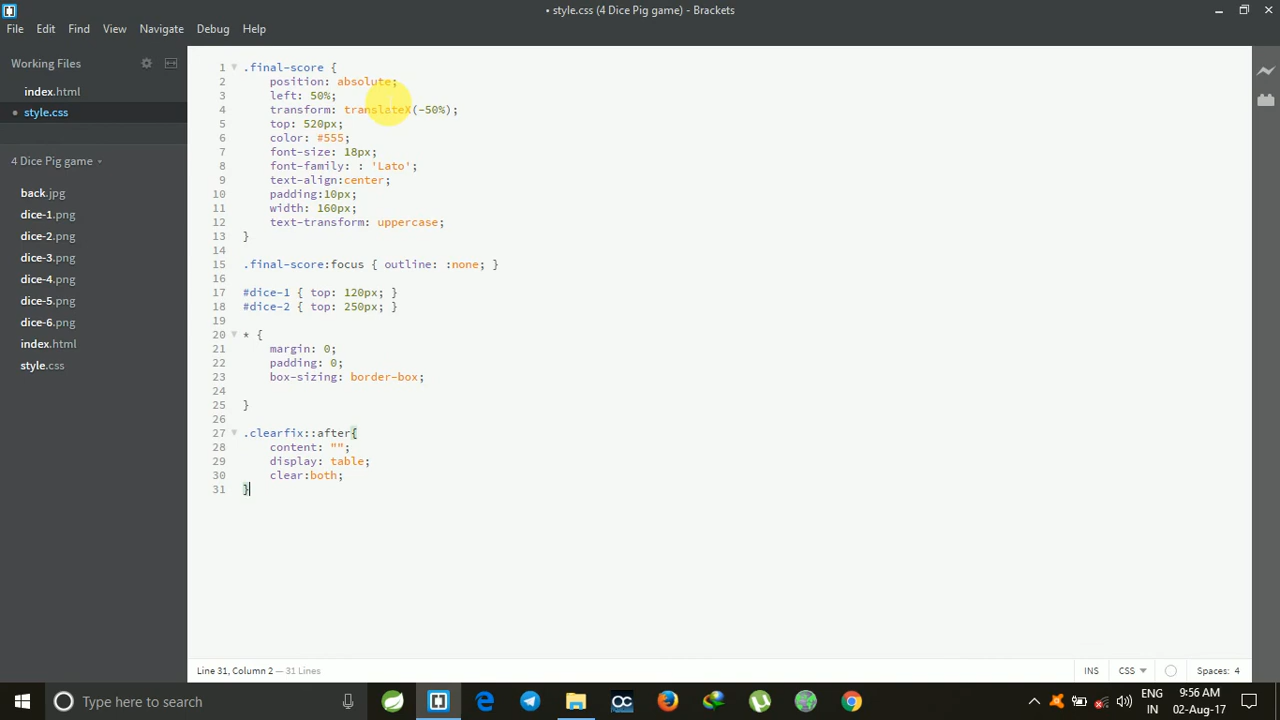 • style.css (4 Dice Pig game) - Brackets
File Edit Find View Navigate Debug Help
Working Files
index.html
• style.css
4 Dice Pig game
back.jpg
dice-1.png
dice-2.png
dice-3.png
dice-4.png
dice-5.png
dice-6.png
index.html
style.css
1 .final-score {
2 position: absolute;
3 left: 50%;
4 transform: translateX(-50%);
5 top: 520px;
6 color: #555;
7 font-size: 18px;
8 font-family: : 'Lato';
9 text-align:center;
10 padding:10px;
11 width: 160px;
12 text-transform: uppercase;
13 }
14
15 .final-score:focus { outline: :none; }
16
17 #dice-1 { top: 120px; }
18 #dice-2 { top: 250px; }
19
20 * {
21 margin: 0;
22 padding: 0;
23 box-sizing: border-box;
24
25 }
26
27 .clearfix::after{
28 content: "";
29 display: table;
30 clear:both;
31 }
Line 31, Column 2 — 31 Lines
INS CSS Spaces: 4
Type here to search
OC
ENG
IN
9:56 AM
02-Aug-17